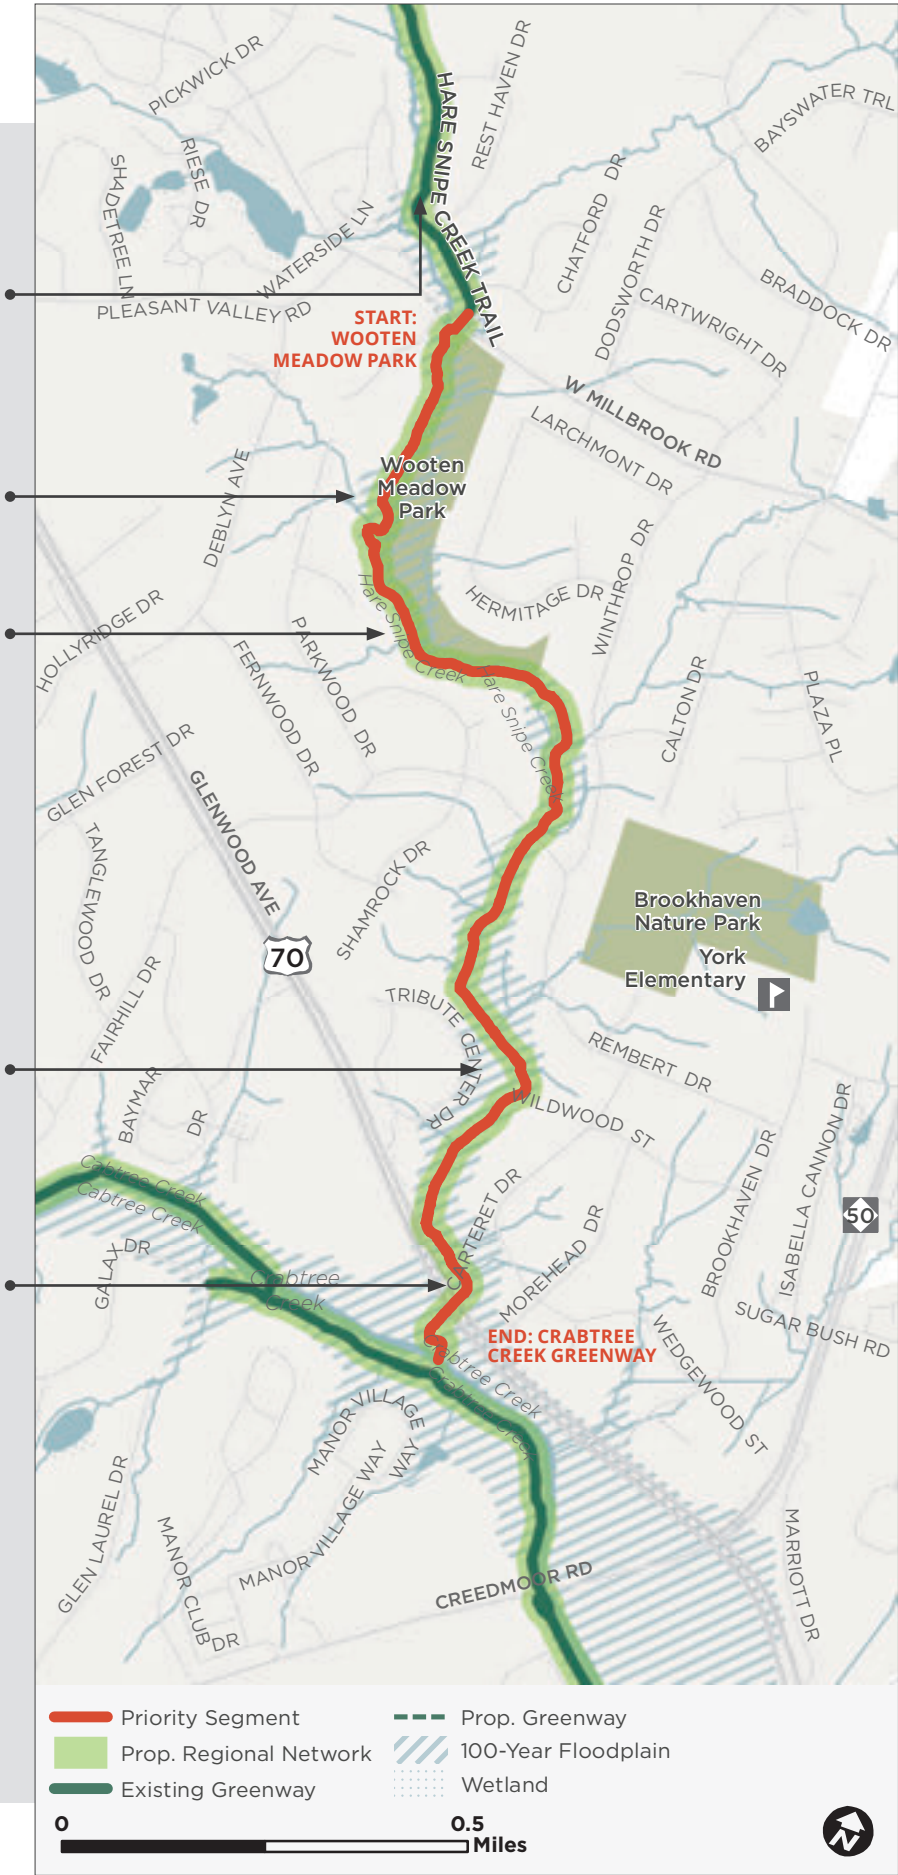 PICKWICK DR
REST HAVEN DR
BAYSWATER TRL
HARE SNIPE CREEK TRAIL
SHADETREE LN
RIESE DR
WATERSIDE LN
CHATFORD DR
DODSWORTH DR
PLEASANT VALLEY RD
CARTWRIGHT DR
BRADDOCK DR
START:
WOOTEN
MEADOW PARK
W MILLBROOK RD
LARCHMONT DR
Wooten
Meadow
Park
DEBLYN AVE
WINTHROP DR
HERMITAGE DR
HOLLYRIDGE DR
Hare Snipe Creek
PARKWOOD DR
FERNWOOD DR
Hare Snipe Creek
CALTON DR
PLAZA PL
GLEN FOREST DR
GLENWOOD AVE
TANGLEWOOD DR
SHAMROCK DR
Brookhaven
Nature Park
York
Elementary
70
FAIRHILL DR
TRIBUTE CENTER DR
REMBERT DR
BAYMAR DR
WILDWOOD ST
ISABELLA CANNON DR
BROOKHAVEN DR
Cabtree Creek
Cabtree Creek
CARTERET DR
MOREHEAD DR
50
GALAX DR
Crabtree
Creek
SUGAR BUSH RD
WEDGEWOOD ST
END: CRABTREE
CREEK GREENWAY
Crabtree Creek
Crabtree Creek
MANOR VILLAGE WAY
MANOR VILLAGE WAY
GLEN LAUREL DR
MANOR CLUB DR
CREEDMOOR RD
MARRIOTT DR
Priority Segment
Prop. Regional Network
Existing Greenway
Prop. Greenway
100-Year Floodplain
Wetland
0 0.5
Miles
N